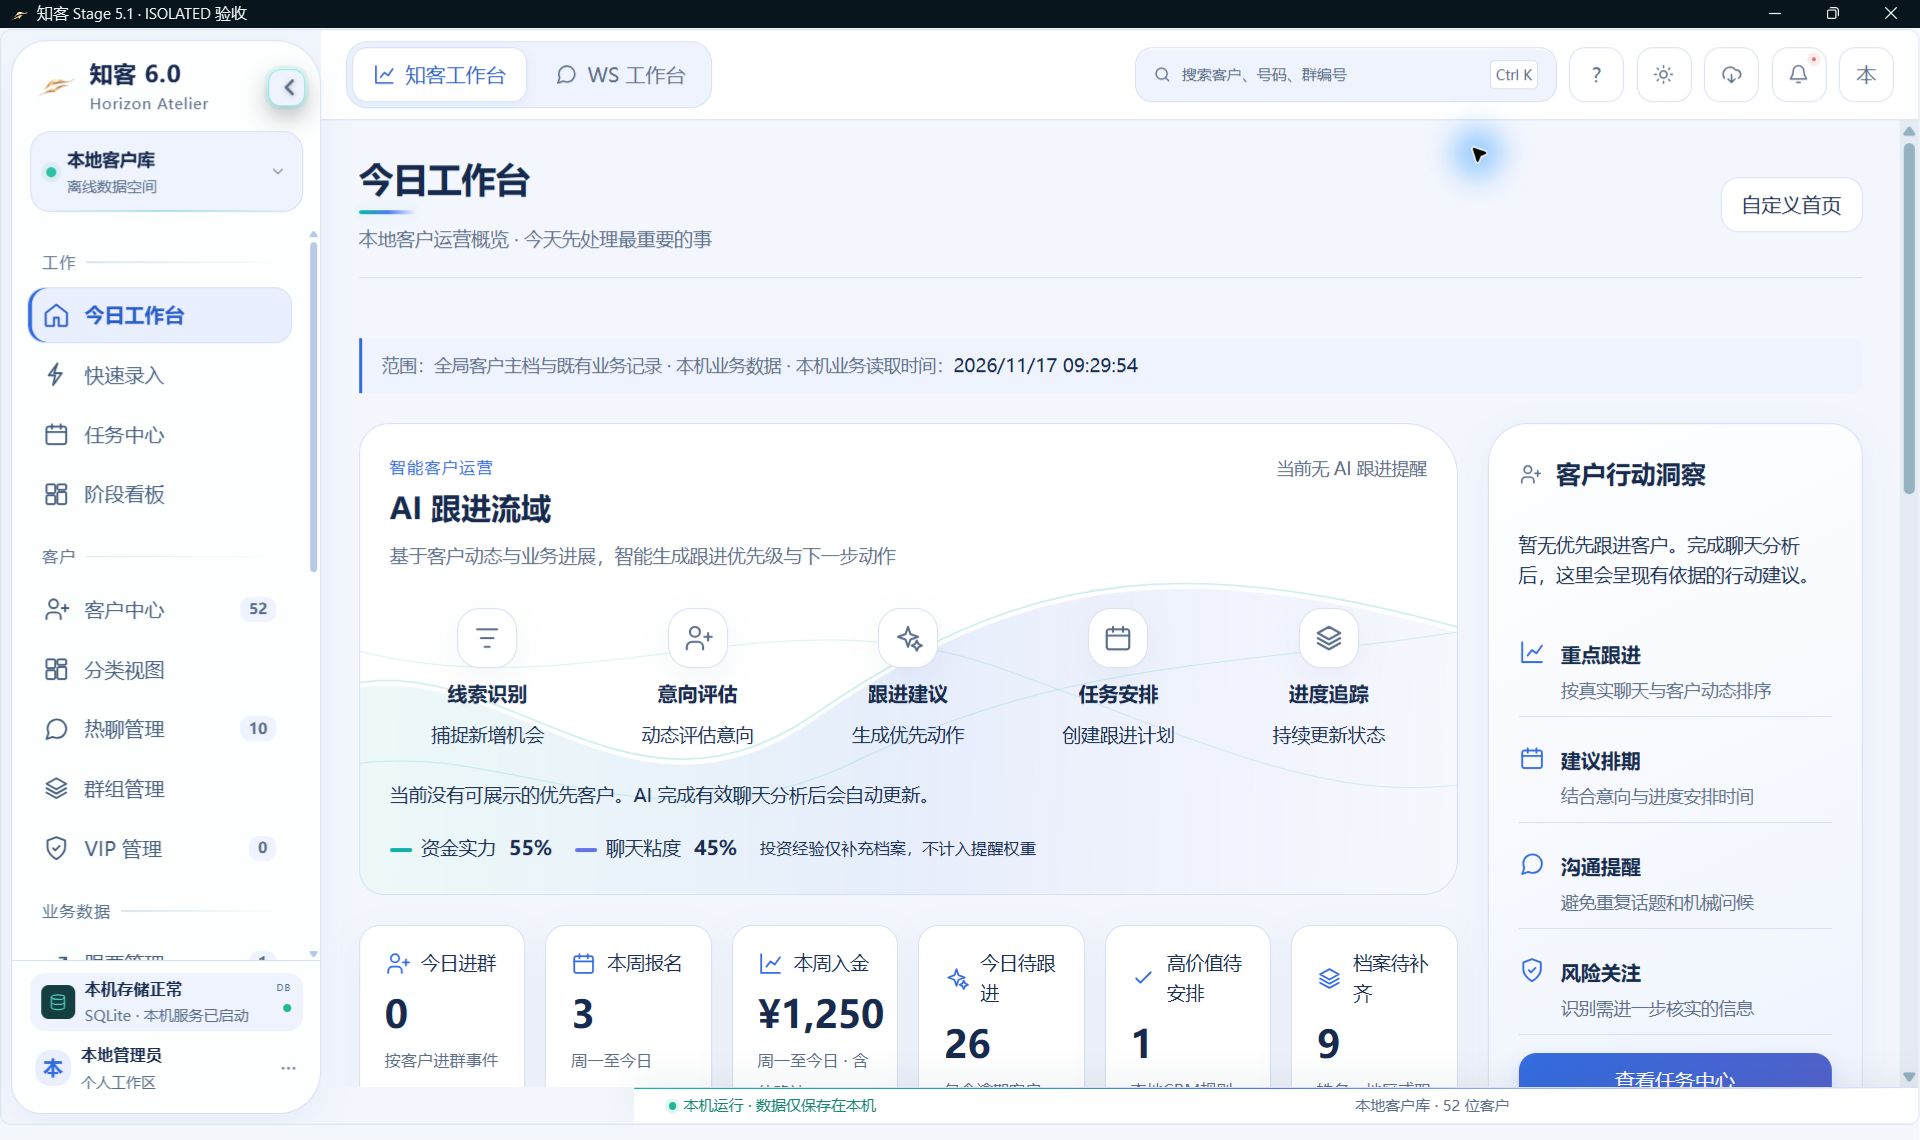 知客 Stage 5.1 · ISOLATED 验收
知客 6.0
Horizon Atelier
本地客户库
离线数据空间
工作
今日工作台
快速录入
任务中心
阶段看板
客户
客户中心 52
分类视图
热聊管理 10
群组管理
VIP 管理 0
业务数据
本机存储正常 DB
SQLite · 本机服务已启动
本 本地管理员
个人工作区
知客工作台 WS 工作台
搜索客户、号码、群编号 Ctrl K
? 本
今日工作台
本地客户运营概览 · 今天先处理最重要的事
自定义首页
范围：全局客户主档与既有业务记录 · 本机业务数据 · 本机业务读取时间：2026/11/17 09:29:54
智能客户运营
当前无 AI 跟进提醒
AI 跟进流域
基于客户动态与业务进展，智能生成跟进优先级与下一步动作
线索识别 意向评估 跟进建议 任务安排 进度追踪
捕捉新增机会 动态评估意向 生成优先动作 创建跟进计划 持续更新状态
当前没有可展示的优先客户。AI 完成有效聊天分析后会自动更新。
资金实力 55% 聊天粘度 45% 投资经验仅补充档案，不计入提醒权重
今日进群
0
按客户进群事件
本周报名
3
周一至今日
本周入金
¥1,250
周一至今日 · 含
今日待跟
进
26
高价值待
安排
1
档案待补
齐
9
客户行动洞察
暂无优先跟进客户。完成聊天分析
后，这里会呈现有依据的行动建议。
重点跟进
按真实聊天与客户动态排序
建议排期
结合意向与进度安排时间
沟通提醒
避免重复话题和机械问候
风险关注
识别需进一步核实的信息
查看任务中心
本机运行 · 数据仅保存在本机
本地客户库 · 52 位客户